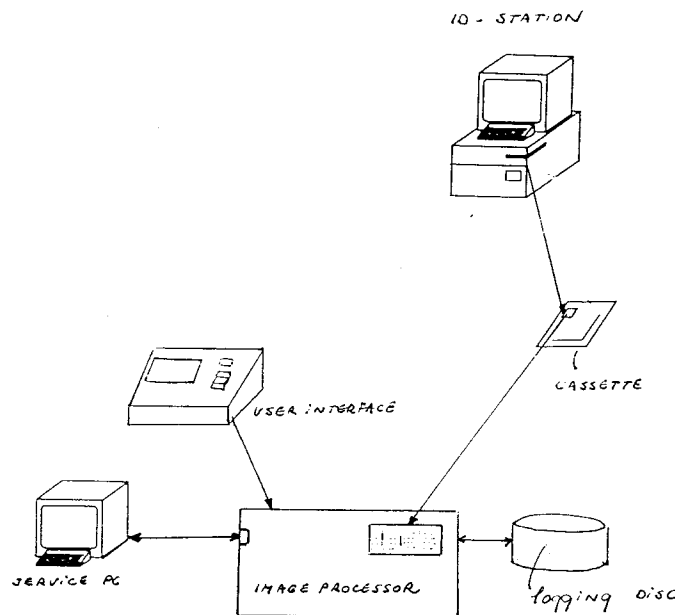 ID - STATION
CASSETTE
USER INTERFACE
SERVICE PC
IMAGE PROCESSOR
logging DISC